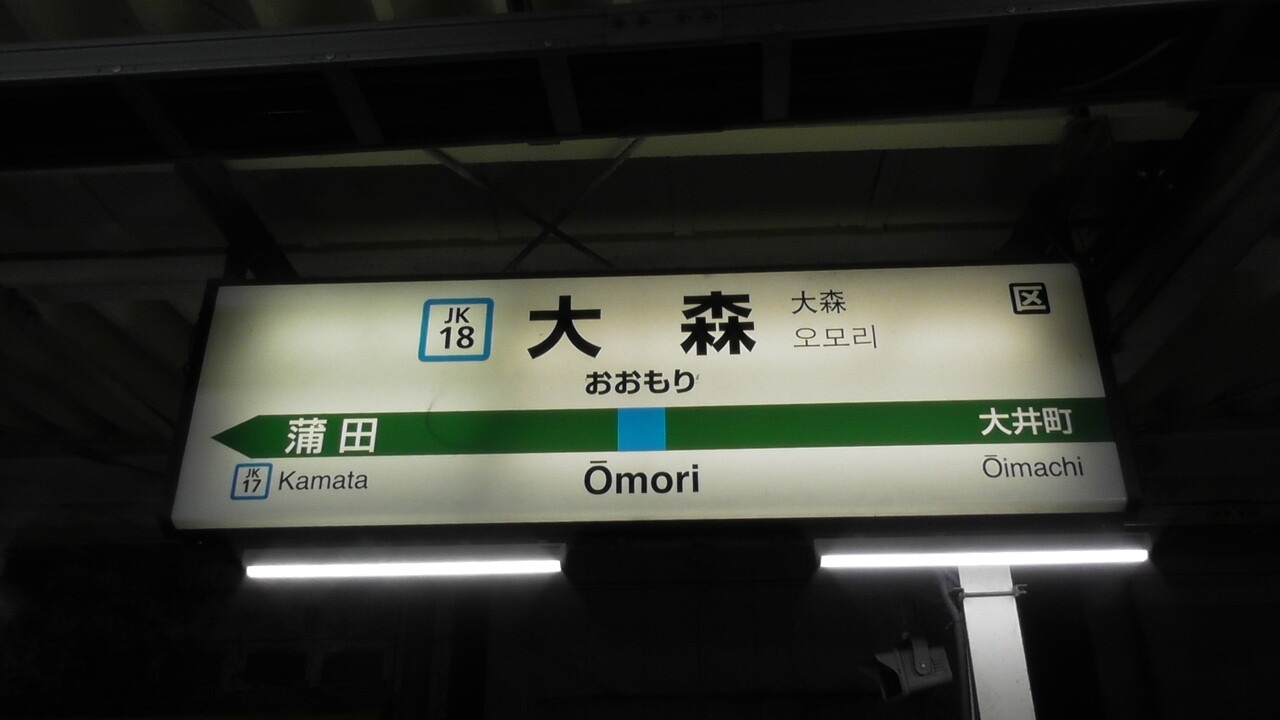 JK
18
大森
大森
오모리
区
おおもり
蒲田
大井町
JK
17
Kamata
Ōmori
Ōimachi